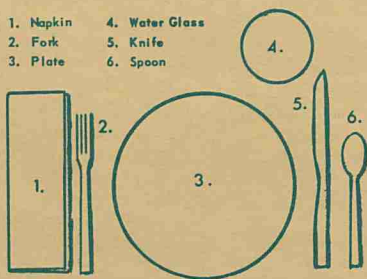 1. Napkin
2. Fork
3. Plate
4. Water Glass
5. Knife
6. Spoon
4.
2.
5.
6.
1.
3.